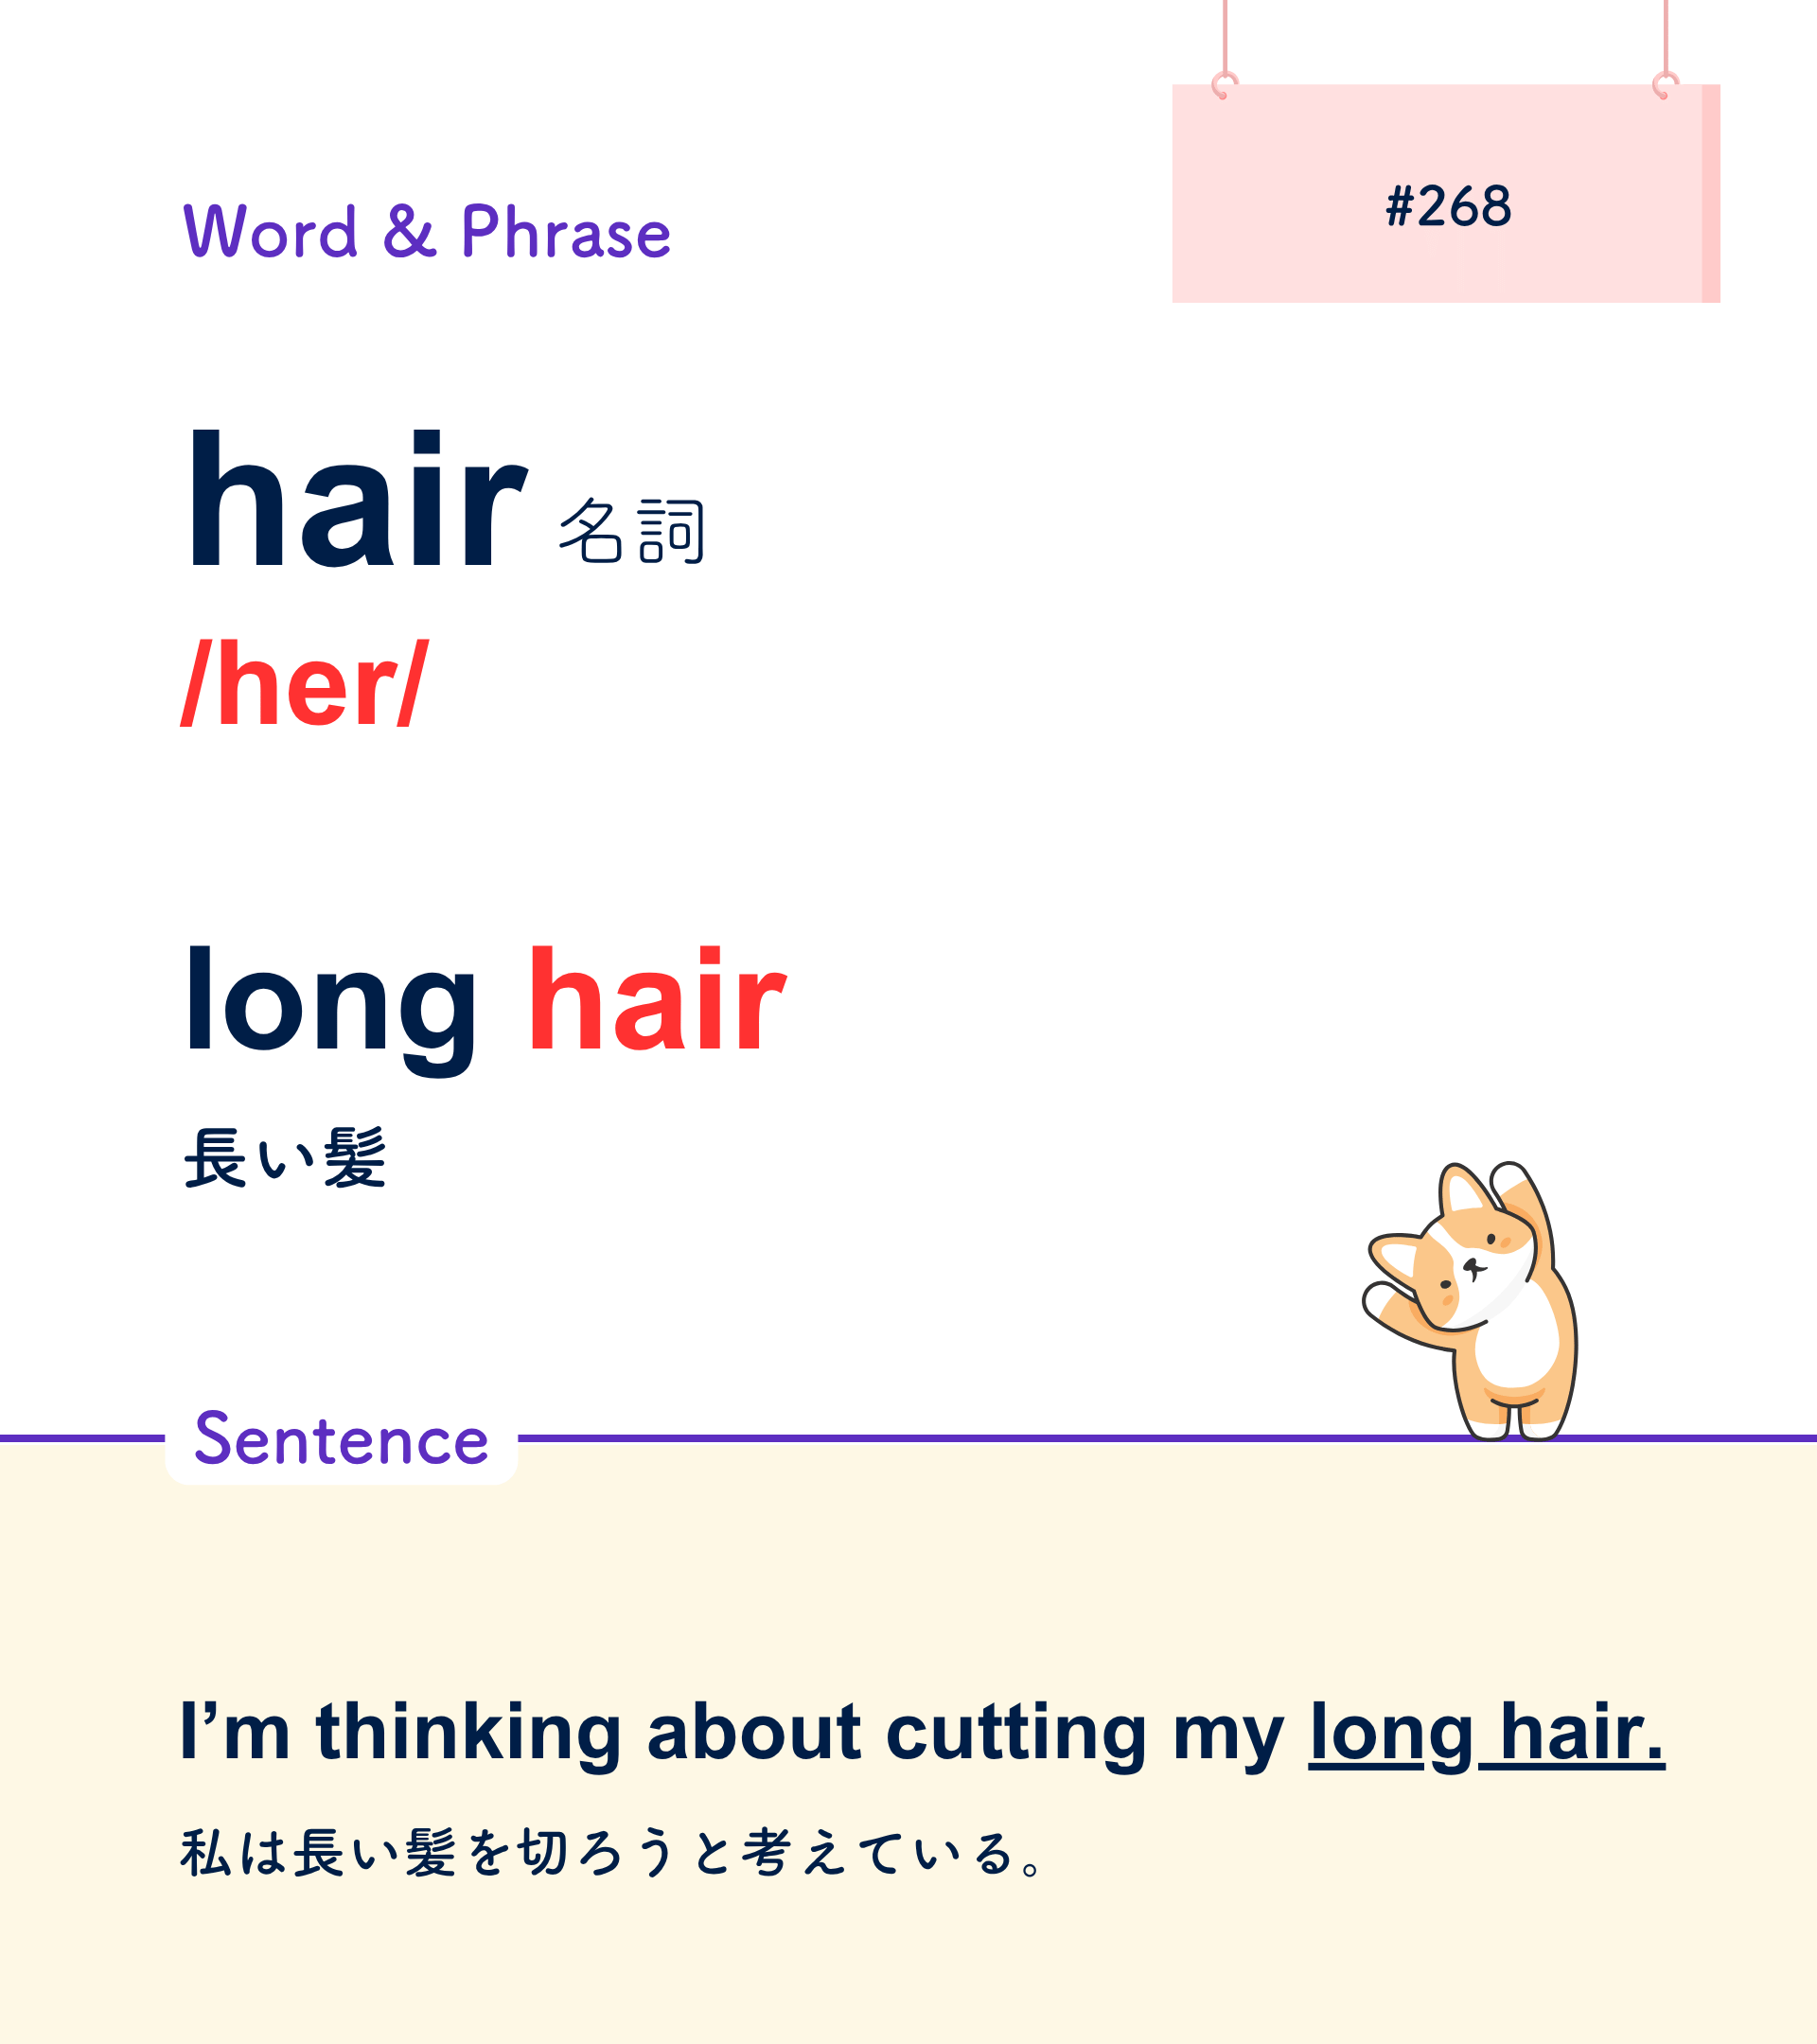 Word & Phrase
#268
hair 名詞
/her/
long hair
長い髪
Sentence
I’m thinking about cutting my long hair.
私は長い髪を切ろうと考えている。